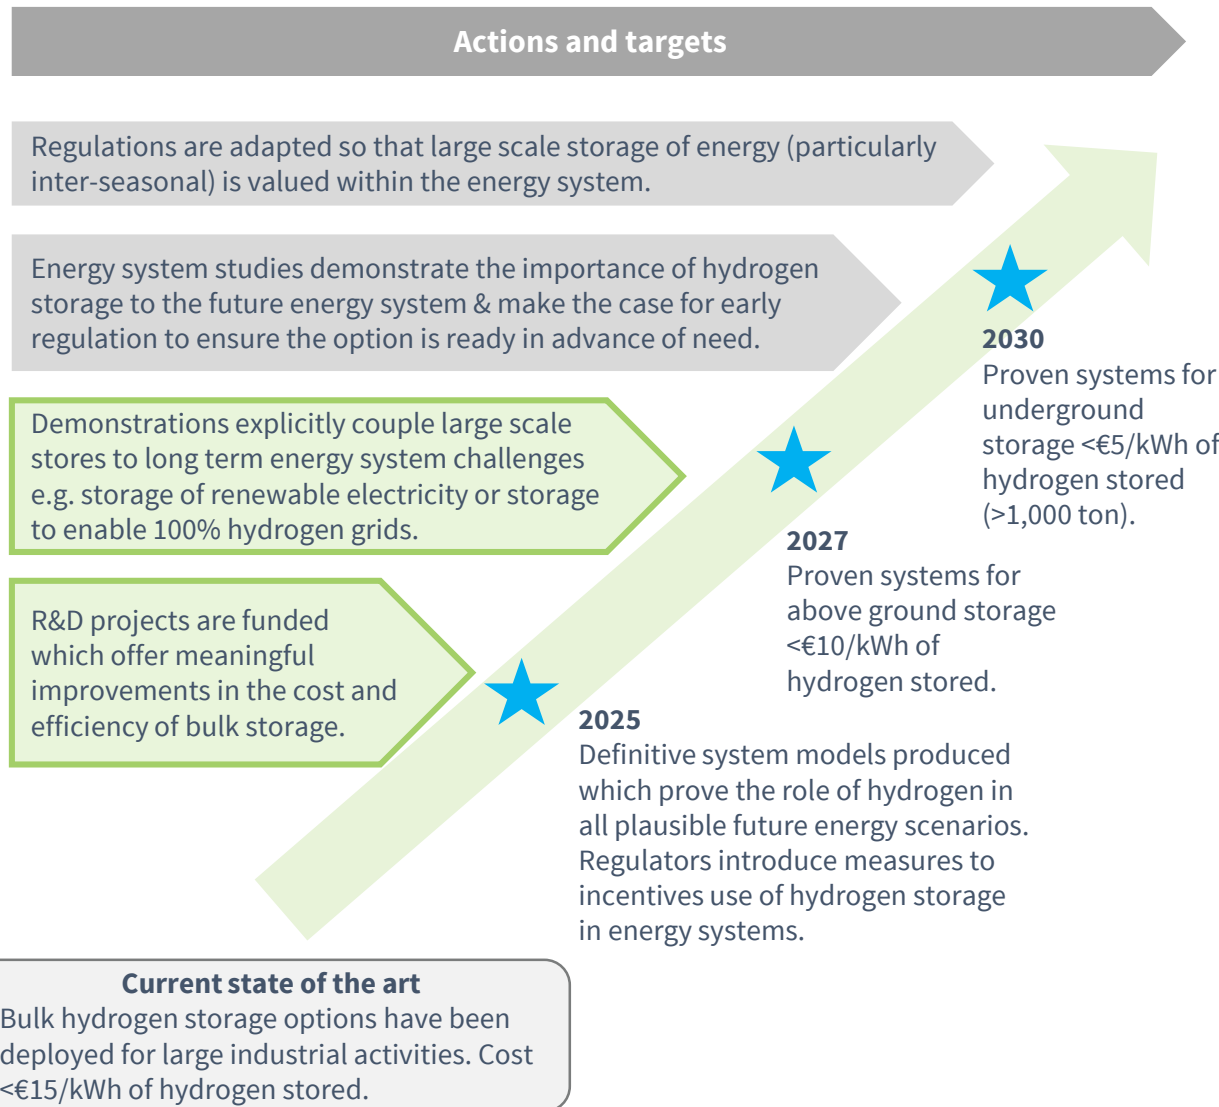 Actions and targets
Regulations are adapted so that large scale storage of energy (particularly
inter-seasonal) is valued within the energy system.
Energy system studies demonstrate the importance of hydrogen
storage to the future energy system & make the case for early
regulation to ensure the option is ready in advance of need.
Demonstrations explicitly couple large scale
stores to long term energy system challenges
e.g. storage of renewable electricity or storage
to enable 100% hydrogen grids.
R&D projects are funded
which offer meaningful
improvements in the cost and
efficiency of bulk storage.
2030
Proven systems for
underground
storage <€5/kWh of
hydrogen stored
(>1,000 ton).
2027
Proven systems for
above ground storage
<€10/kWh of
hydrogen stored.
2025
Definitive system models produced
which prove the role of hydrogen in
all plausible future energy scenarios.
Regulators introduce measures to
incentives use of hydrogen storage
in energy systems.
Current state of the art
Bulk hydrogen storage options have been
deployed for large industrial activities. Cost
<€15/kWh of hydrogen stored.